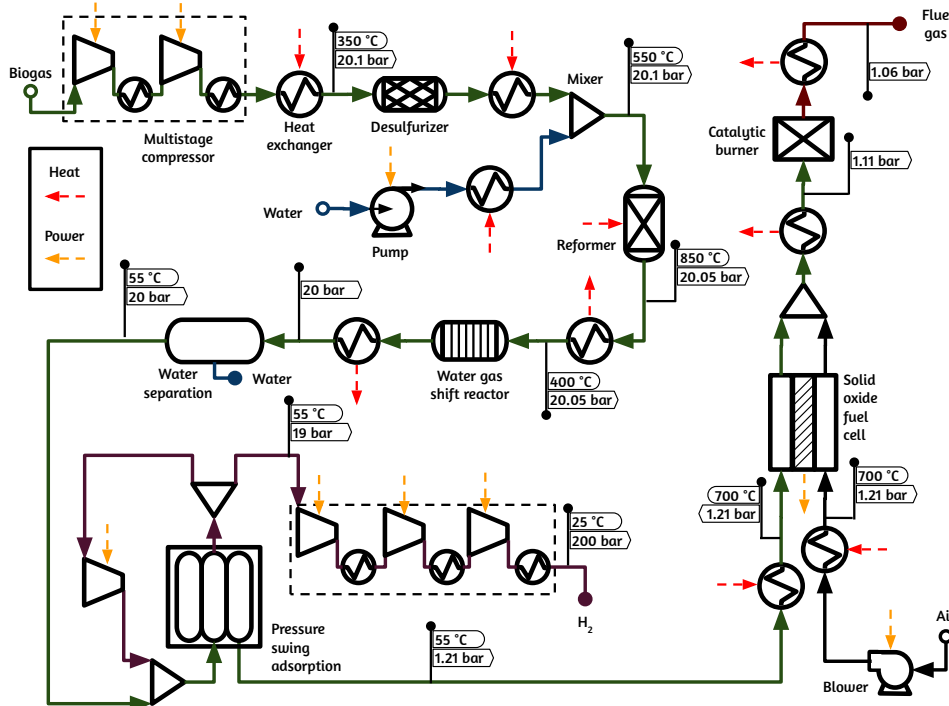 Flue
gas
350 °C
20.1 bar
550 °C
20.1 bar
1.06 bar
Biogas
Mixer
Multistage
compressor
Heat
exchanger
Desulfurizer
Catalytic
burner
1.11 bar
Heat
Power
Water
Pump
Reformer
55 °C
20 bar
20 bar
850 °C
20.05 bar
Water
separation
Water
Water gas
shift reactor
400 °C
20.05 bar
Solid
oxide
fuel
cell
55 °C
19 bar
700 °C
1.21 bar
700 °C
1.21 bar
25 °C
200 bar
H2
Pressure
swing
adsorption
55 °C
1.21 bar
Ai
Blower